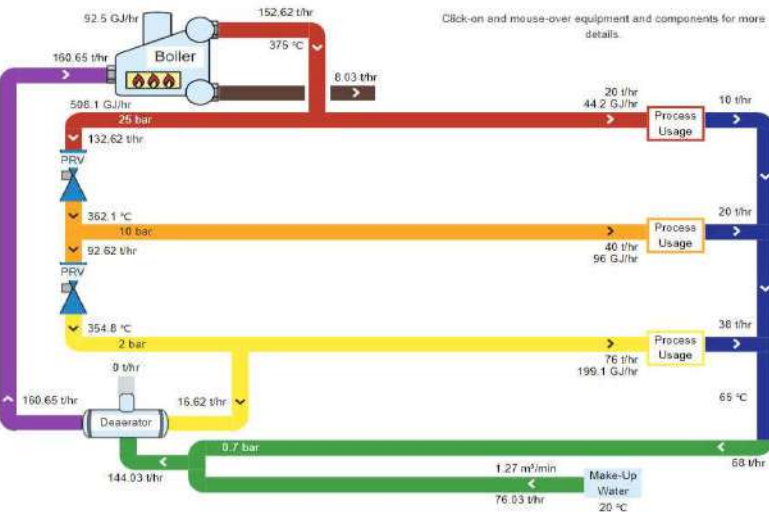 92.5 GJ/hr
152.62 t/hr
Click-on and mouse-over equipment and components for more
details.
160.65 t/hr
Boiler
375 °C
8.03 t/hr
508.1 GJ/hr
25 bar
132.62 t/hr
20 t/hr
44.2 GJ/hr
Process
Usage
10 t/hr
PRV
362.1 °C
10 bar
92.62 t/hr
40 t/hr
96 GJ/hr
Process
Usage
20 t/hr
PRV
354.8 °C
2 bar
76 t/hr
199.1 GJ/hr
Process
Usage
38 t/hr
0 t/hr
160.65 t/hr
16.62 t/hr
65 °C
Deaerator
0.7 bar
68 t/hr
144.03 t/hr
1.27 m³/min
76.03 t/hr
Make-Up
Water
20 °C